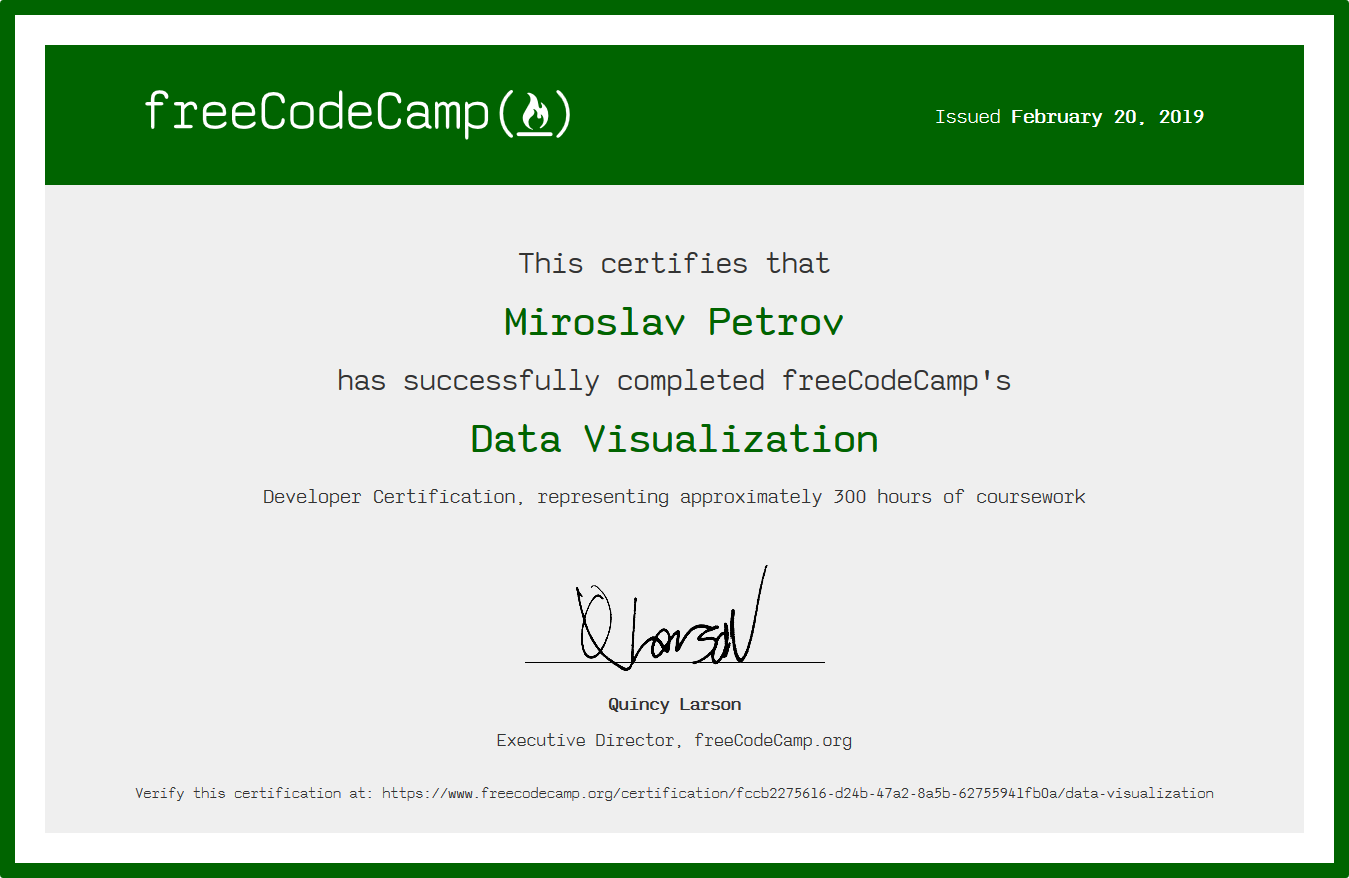 freeCodeCamp(🔥)
Issued February 20, 2019
This certifies that
Miroslav Petrov
has successfully completed freeCodeCamp's
Data Visualization
Developer Certification, representing approximately 300 hours of coursework
Q Larson
Quincy Larson
Executive Director, freeCodeCamp.org
Verify this certification at: https://www.freecodecamp.org/certification/fccb2275616-d24b-47a2-8a5b-62755941fb0a/data-visualization